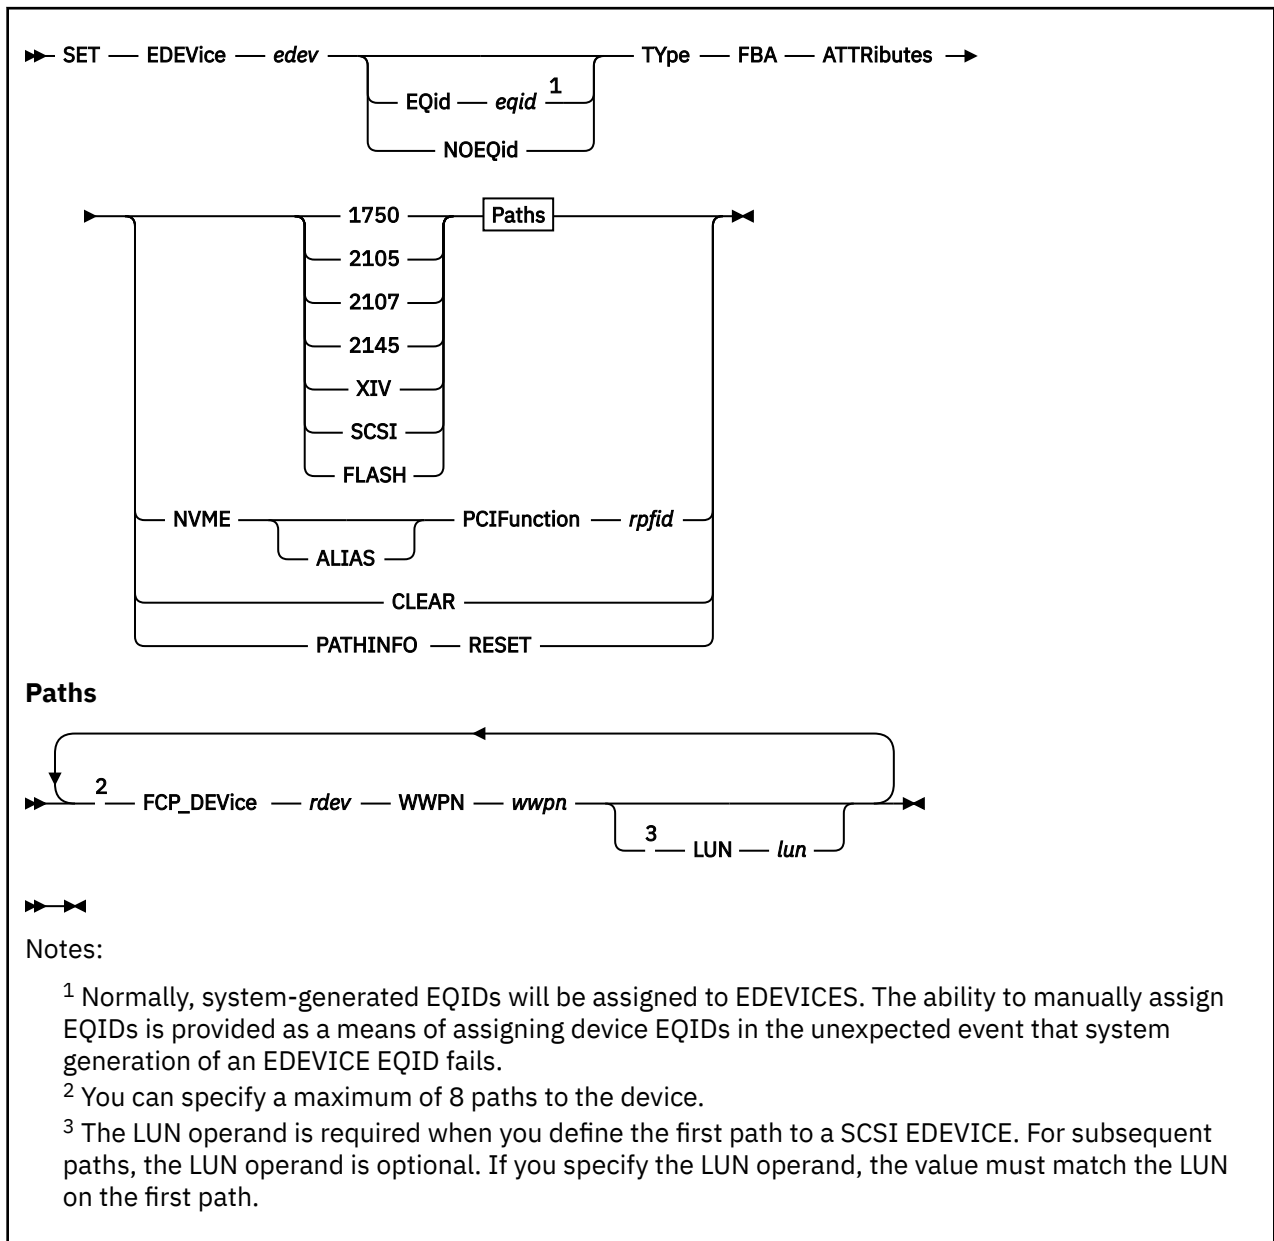 SET EDEVice edev TYpe FBA ATTRibutes
EQid eqid 1
NOEQid
1750 Paths
2105
2107
2145
XIV
SCSI
FLASH
NVME PCIFunction rpfid
ALIAS
CLEAR
PATHINFO RESET
Paths
2 FCP_DEVice rdev WWPN wwpn
3 LUN lun
Notes:
1 Normally, system-generated EQIDs will be assigned to EDEVICES. The ability to manually assign
EQIDs is provided as a means of assigning device EQIDs in the unexpected event that system
generation of an EDEVICE EQID fails.
2 You can specify a maximum of 8 paths to the device.
3 The LUN operand is required when you define the first path to a SCSI EDEVICE. For subsequent
paths, the LUN operand is optional. If you specify the LUN operand, the value must match the LUN
on the first path.